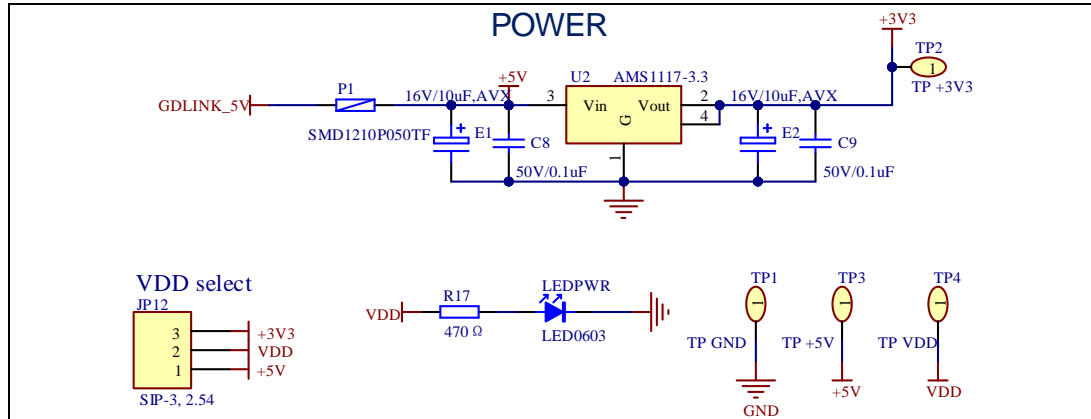 POWER
+3V3
TP2
1
TP +3V3
+5V
U2
AMS1117-3.3
P1
16V/10uF,AVX
3
Vin
Vout
2
16V/10uF,AVX
GDLINK_5V
G
4
SMD1210P050TF
E1
C8
E2
C9
1
50V/0.1uF
50V/0.1uF
VDD select
JP12
3
+3V3
2
VDD
1
+5V
SIP-3, 2.54
LEDPWR
R17
VDD
470 Ω
LED0603
TP1
TP3
TP4
1
1
1
TP GND
TP +5V
TP VDD
GND
+5V
VDD